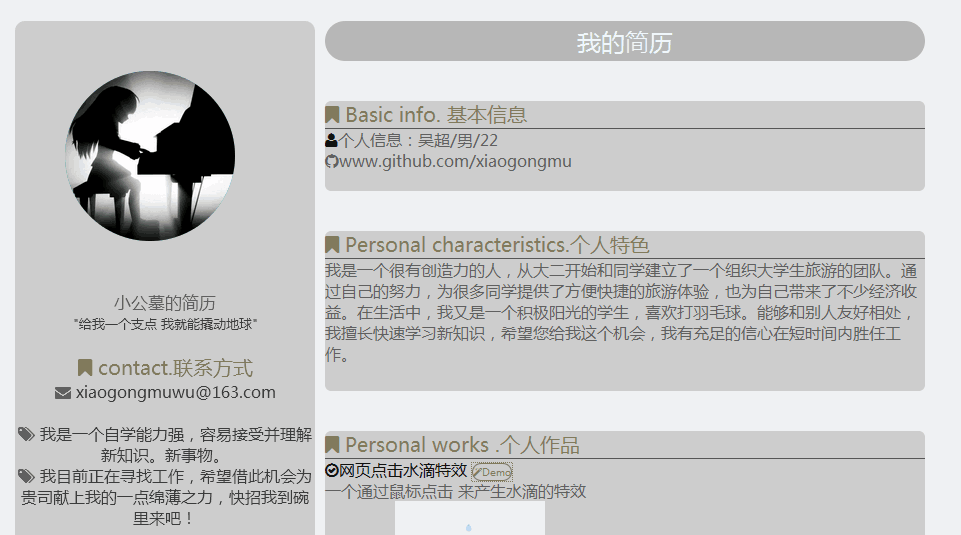 小公墓的简历
"给我一个支点 我就能撬动地球"
contact.联系方式
xiaogongmuwu@163.com
我是一个自学能力强，容易接受并理解
新知识。新事物。
我目前正在寻找工作，希望借此机会为
贵司献上我的一点绵薄之力，快招我到碗
里来吧！
我的简历
Basic info. 基本信息
个人信息：吴超/男/22
www.github.com/xiaogongmu
Personal characteristics.个人特色
我是一个很有创造力的人，从大二开始和同学建立了一个组织大学生旅游的团队。通
过自己的努力，为很多同学提供了方便快捷的旅游体验，也为自己带来了不少经济收
益。在生活中，我又是一个积极阳光的学生，喜欢打羽毛球。能够和别人友好相处，
我擅长快速学习新知识，希望您给我这个机会，我有充足的信心在短时间内胜任工
作。
Personal works .个人作品
网页点击水滴特效 Demo
一个通过鼠标点击 来产生水滴的特效